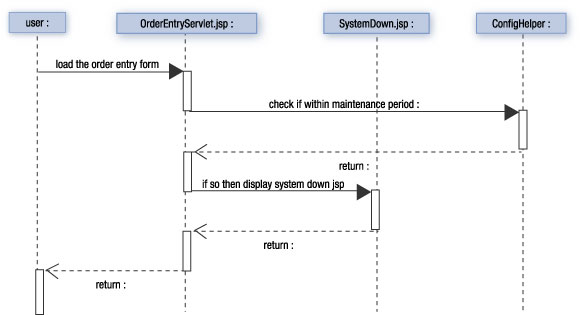 user :
OrderEntryServlet.jsp :
SystemDown.jsp :
ConfigHelper :
load the order entry form
check if within maintenance period :
return :
if so then display system down jsp
return :
return :